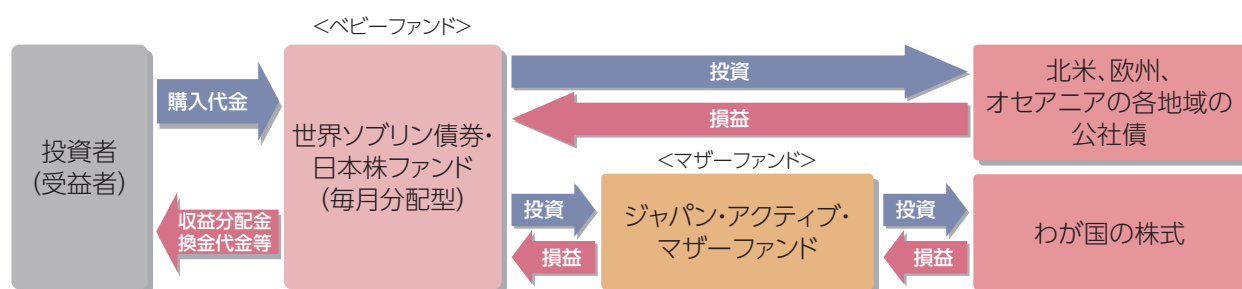 <ベビーファンド>
投資者
(受益者)
購入代金
収益分配金
換金代金等
世界ソブリン債券・
日本株ファンド
(毎月分配型)
投資
損益
北米、欧州、
オセアニアの各地域の
公社債
<マザーファンド>
投資
損益
ジャパン・アクティブ・
マザーファンド
投資
損益
わが国の株式